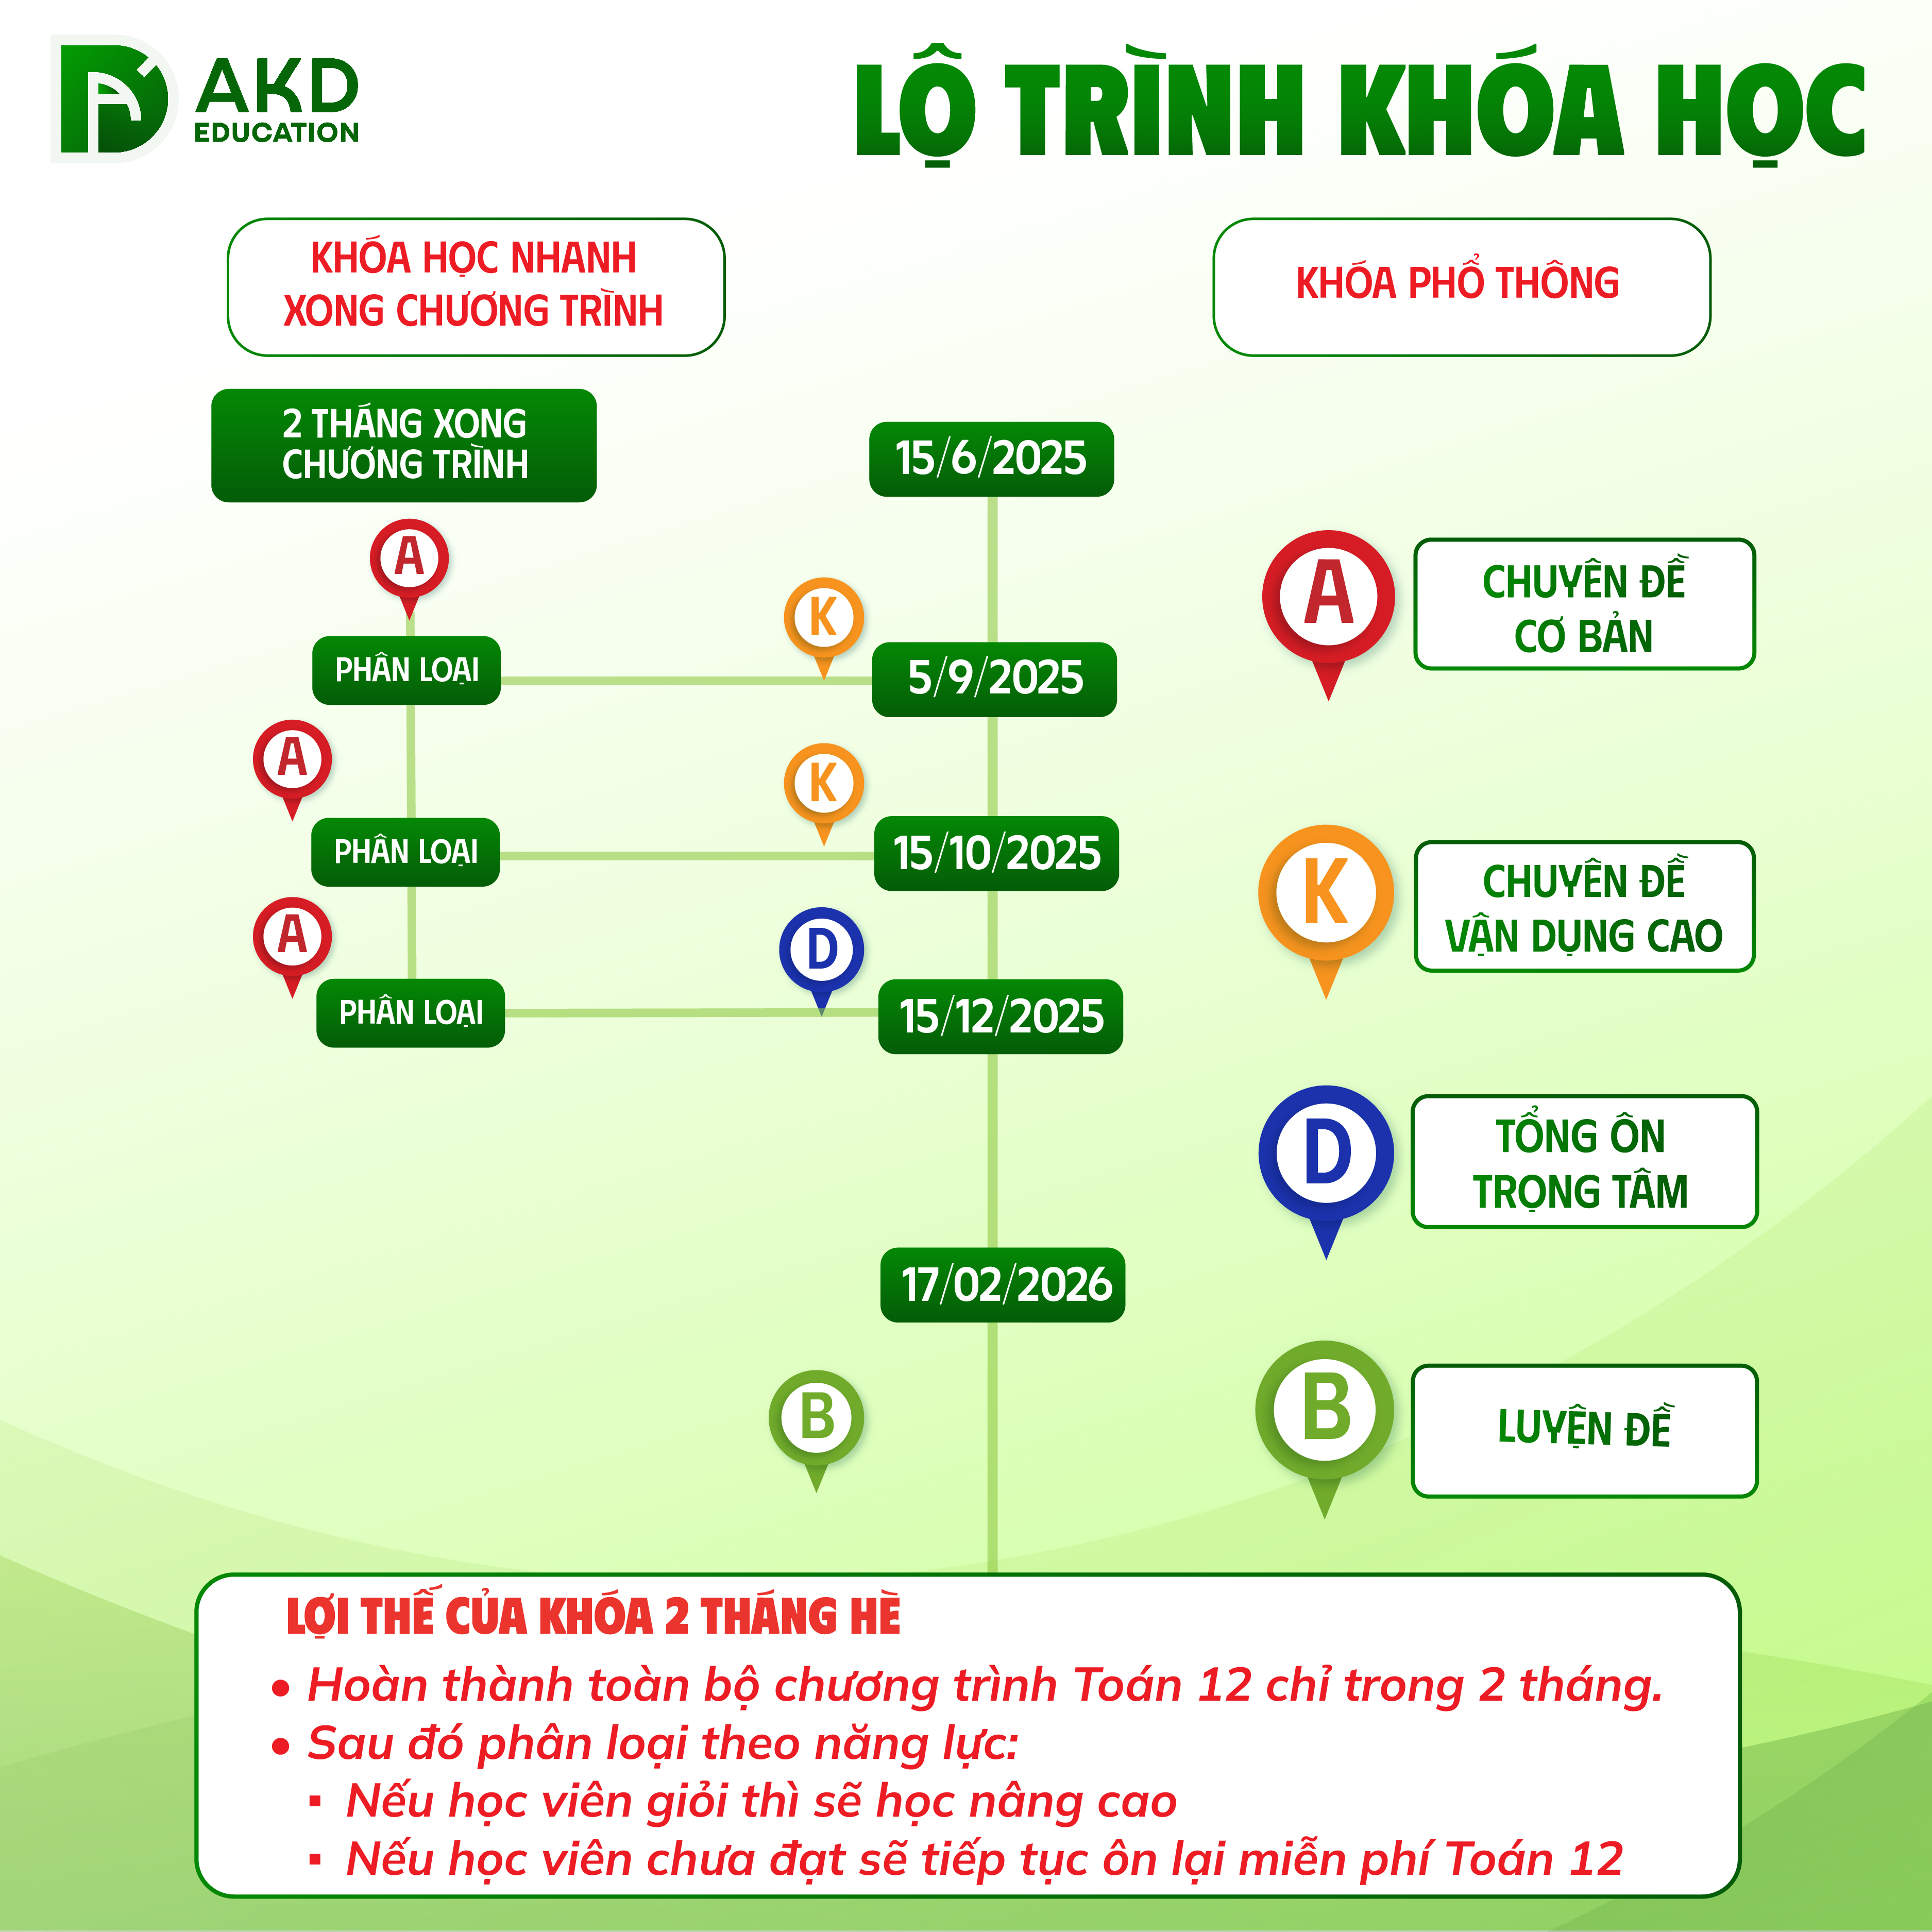 AKD
EDUCATION
LỘ TRÌNH KHÓA HỌC
KHÓA HỌC NHANH
XONG CHƯƠNG TRÌNH
KHÓA PHỔ THÔNG
2 THÁNG XONG
CHƯƠNG TRÌNH
15/6/2025
A
K
PHÂN LOẠI
5/9/2025
A
K
PHÂN LOẠI
15/10/2025
A
D
PHÂN LOẠI
15/12/2025
17/02/2026
B
A
CHUYÊN ĐỀ
CƠ BẢN
K
CHUYÊN ĐỀ
VẬN DỤNG CAO
D
TỔNG ÔN
TRỌNG TÂM
B
LUYỆN ĐỀ
LỢI THẾ CỦA KHÓA 2 THÁNG HÈ
• Hoàn thành toàn bộ chương trình Toán 12 chỉ trong 2 tháng.
• Sau đó phân loại theo năng lực:
▪ Nếu học viên giỏi thì sẽ học nâng cao
▪ Nếu học viên chưa đạt sẽ tiếp tục ôn lại miễn phí Toán 12